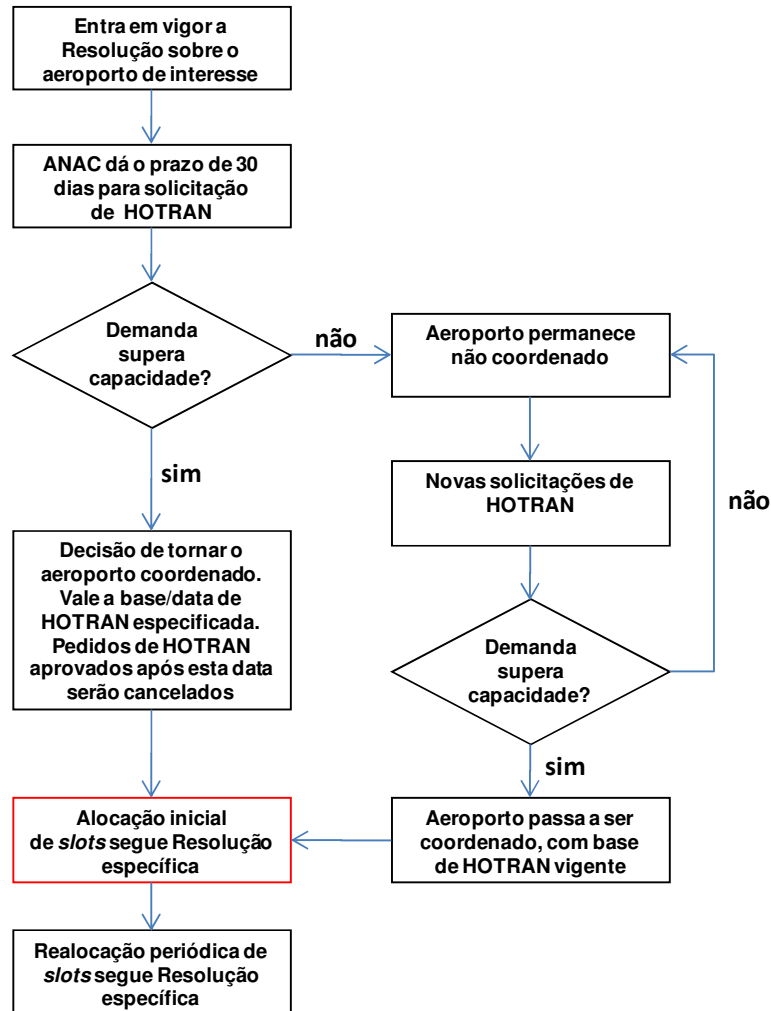 Entra em vigor a
Resolução sobre o
aeroporto de interesse
ANAC dá o prazo de 30
dias para solicitação
de HOTRAN
Demanda
supera
capacidade?
não
Aeroporto permanece
não coordenado
sim
Novas solicitações de
HOTRAN
não
Decisão de tornar o
aeroporto coordenado.
Vale a base/data de
HOTRAN especificada.
Pedidos de HOTRAN
aprovados após esta data
serão cancelados
Demanda
supera
capacidade?
sim
Alocação inicial
de slots segue Resolução
específica
Aeroporto passa a ser
coordenado, com base
de HOTRAN vigente
Realocação periódica de
slots segue Resolução
específica